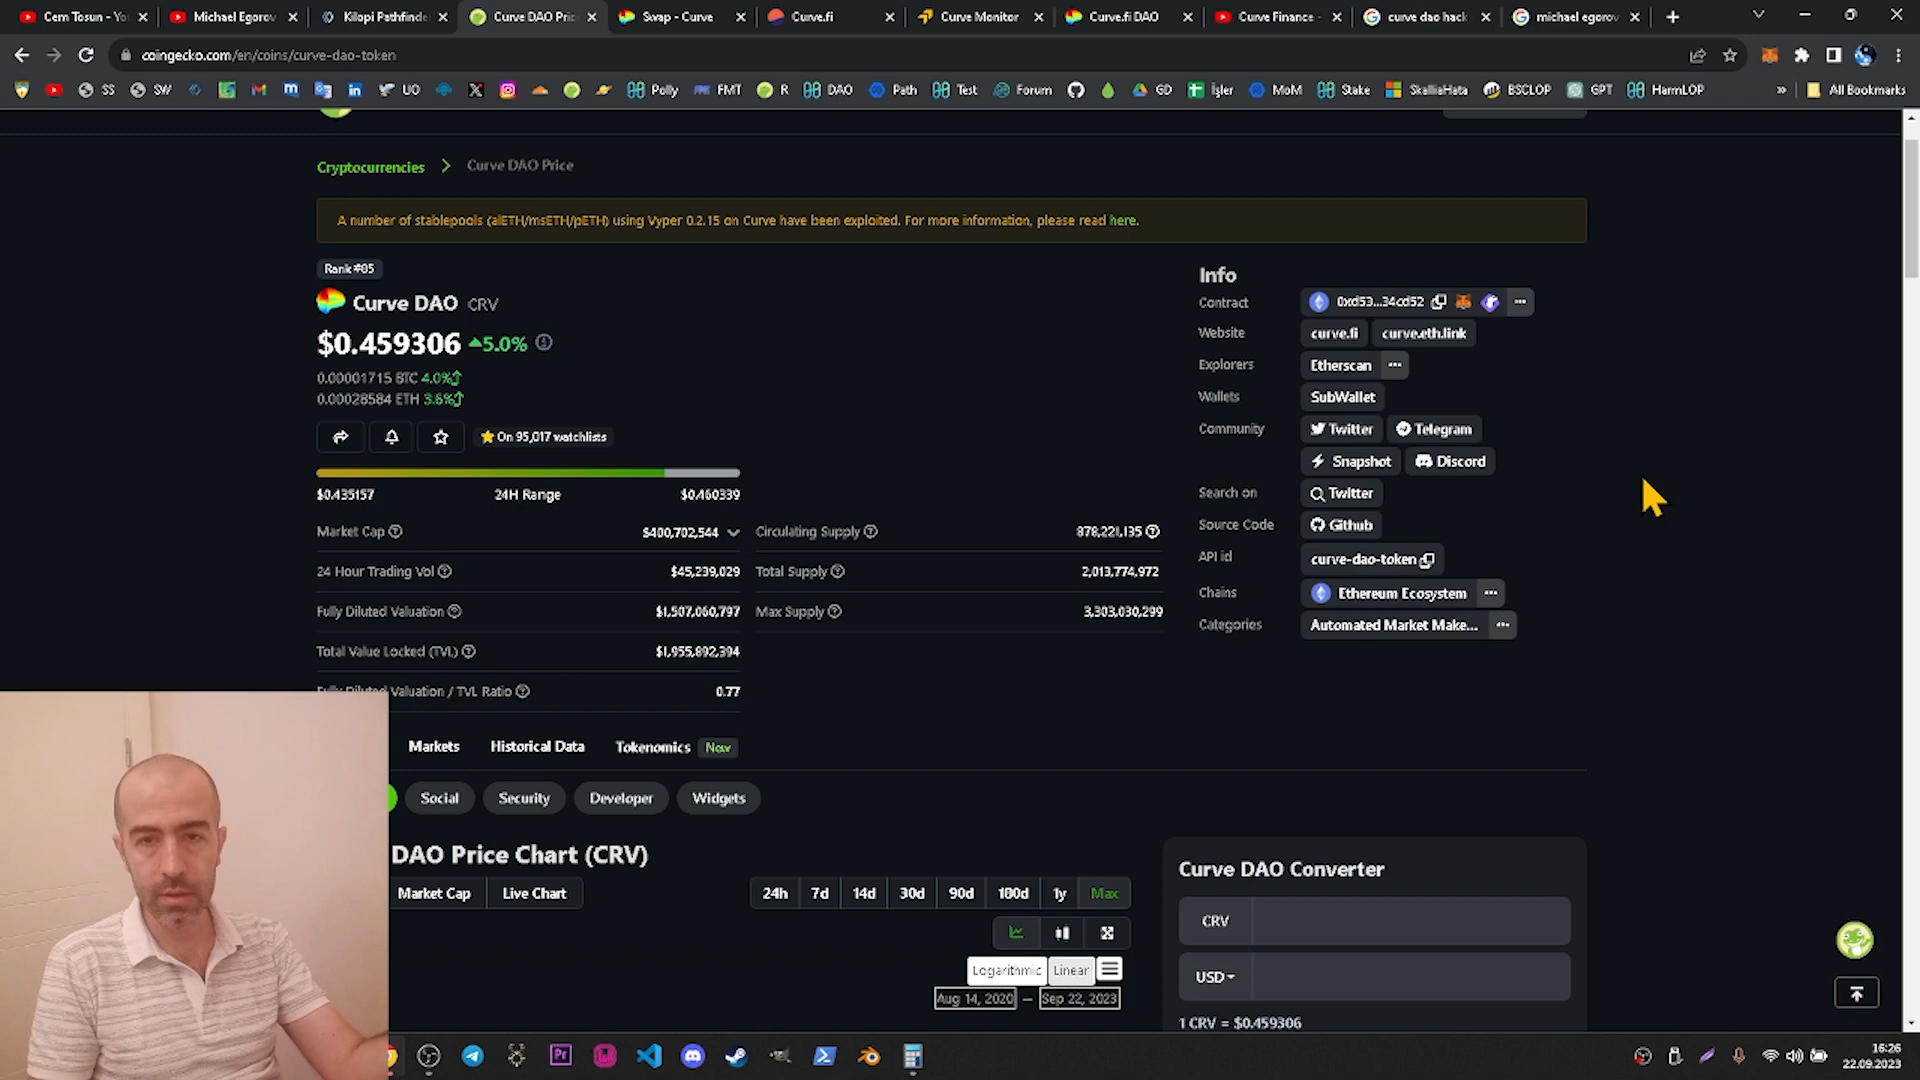 Cem Tosun - Yo
Michael Egorov
Kilopi Pathfinde
Curve DAO Pric
Swap - Curve
Curve.fi
Curve Monitor
Curve.fi DAO
Curve Finance -
curve dao hack
michael egorov
coingecko.com/en/coins/curve-dao-token
SS
SW
UO
Polly
FMT
R
DAO
Path
Test
Forum
GD
İşler
MoM
Stake
SkalliaHata
BSCLOP
GPT
HarmLOP
All Bookmarks
Cryptocurrencies
Curve DAO Price
A number of stablepools (alETH/msETH/pETH) using Vyper 0.2.15 on Curve have been exploited. For more information, please read here.
Rank #85
Curve DAO CRV
$0.459306 5.0%
0.00001715 BTC 4.0%
0.00028584 ETH 3.6%
On 95,017 watchlists
$0.435157 24H Range $0.460339
Market Cap $400,702,544
24 Hour Trading Vol $45,239,029
Fully Diluted Valuation $1,507,060,797
Total Value Locked (TVL) $1,955,892,394
Fully Diluted Valuation / TVL Ratio 0.77
Circulating Supply 878,221,135
Total Supply 2,013,774,972
Max Supply 3,303,030,299
Info
Contract 0xd53...34cd52
Website curve.fi curve.eth.link
Explorers Etherscan
Wallets SubWallet
Community Twitter Telegram
Snapshot Discord
Search on Twitter
Source Code Github
API id curve-dao-token
Chains Ethereum Ecosystem
Categories Automated Market Make...
Markets
Historical Data
Tokenomics New
Social
Security
Developer
Widgets
DAO Price Chart (CRV)
Market Cap
Live Chart
24h 7d 14d 30d 90d 180d 1y Max
Logarithmic Linear
Aug 14, 2020 — Sep 22, 2023
Curve DAO Converter
CRV
USD
1 CRV = $0.459306
16:26
22.09.2023